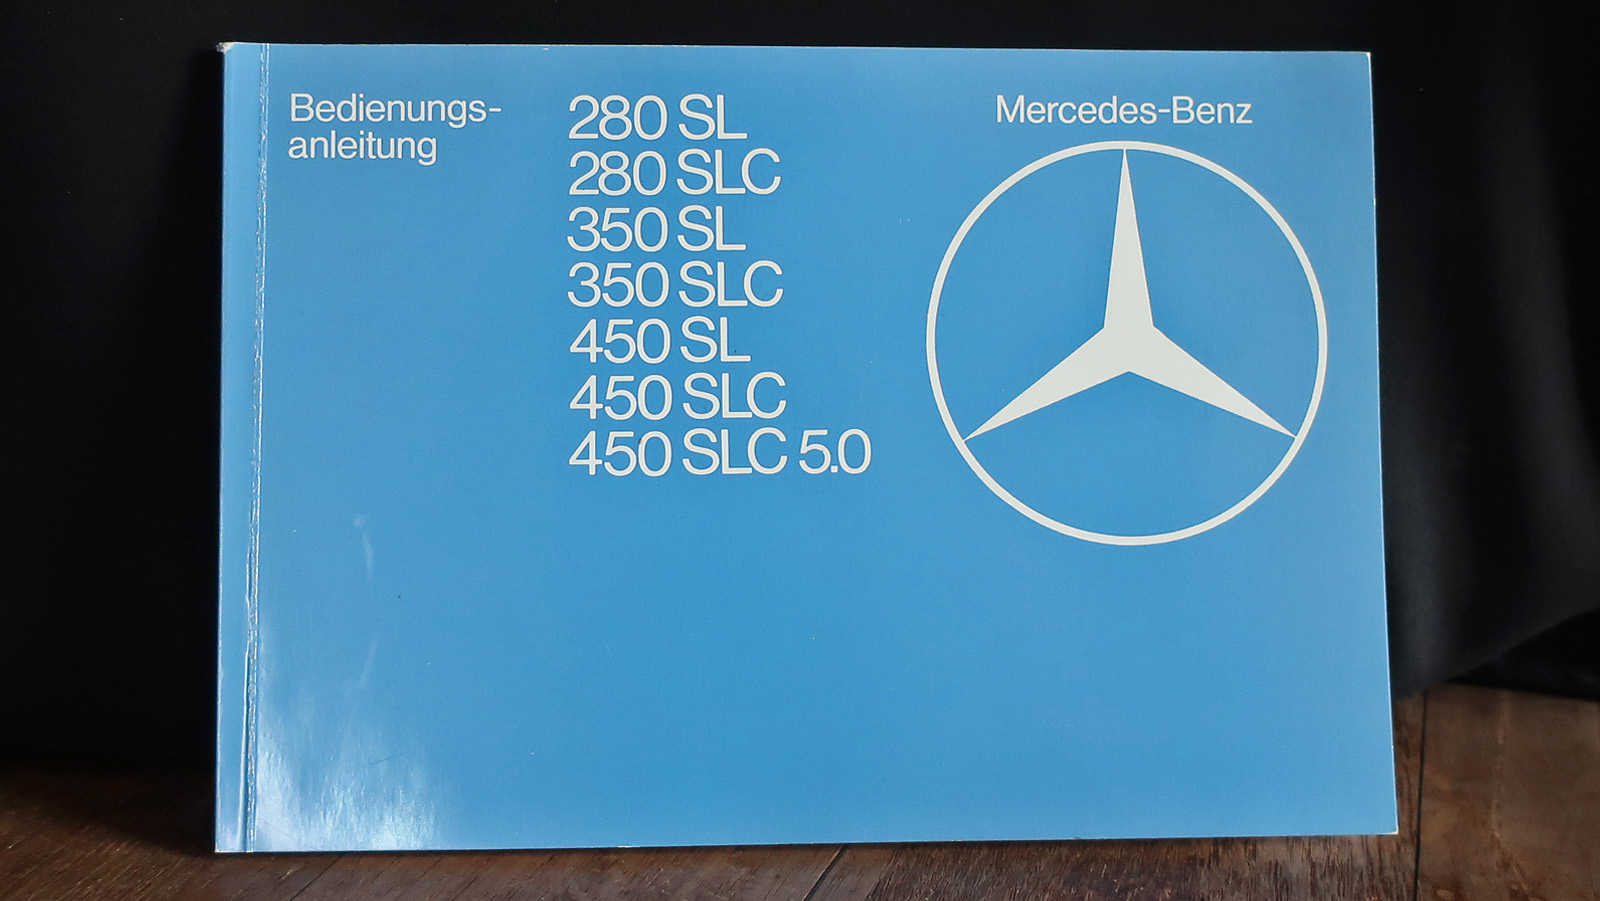 Bedienungs-
anleitung
280 SL
280 SLC
350 SL
350 SLC
450 SL
450 SLC
450 SLC 5.0
Mercedes-Benz